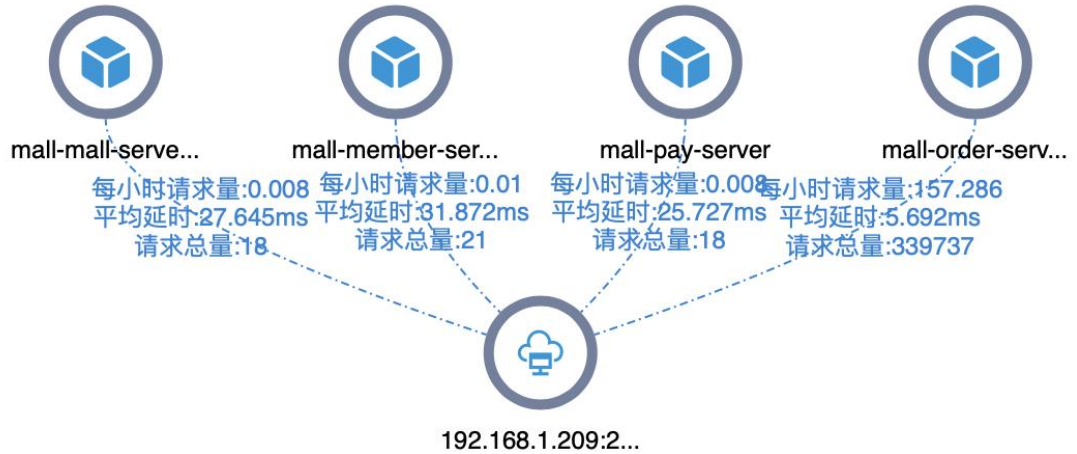 mall-mall-serve...
mall-member-ser...
mall-pay-server
mall-order-serv...
每小时请求量:0.008
平均延时:27.645ms
请求总量:18
每小时请求量:0.01
平均延时:31.872ms
请求总量:21
每小时请求量:0.008
平均延时:25.727ms
请求总量:18
每小时请求量:157.286
平均延时:5.692ms
请求总量:339737
192.168.1.209:2...